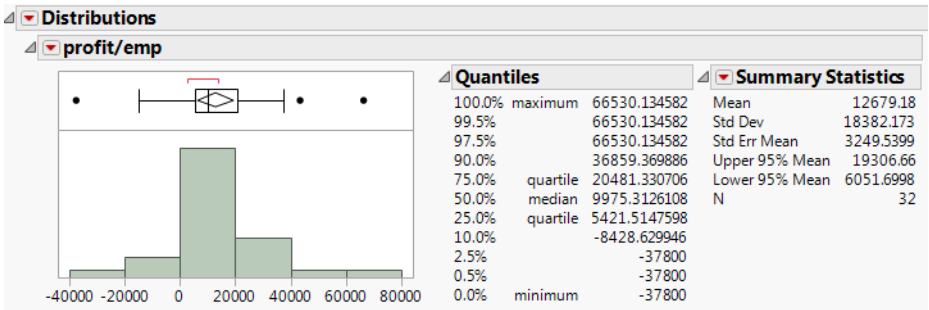 Distributions
profit/emp
-40000 -20000 0 20000 40000 60000 80000
Quantiles
100.0% maximum 66530.134582
99.5% 66530.134582
97.5% 66530.134582
90.0% 36859.369886
75.0% quartile 20481.330706
50.0% median 9975.3126108
25.0% quartile 5421.5147598
10.0% -8428.629946
2.5% -37800
0.5% -37800
0.0% minimum -37800
Summary Statistics
Mean 12679.18
Std Dev 18382.173
Std Err Mean 3249.5399
Upper 95% Mean 19306.66
Lower 95% Mean 6051.6998
N 32